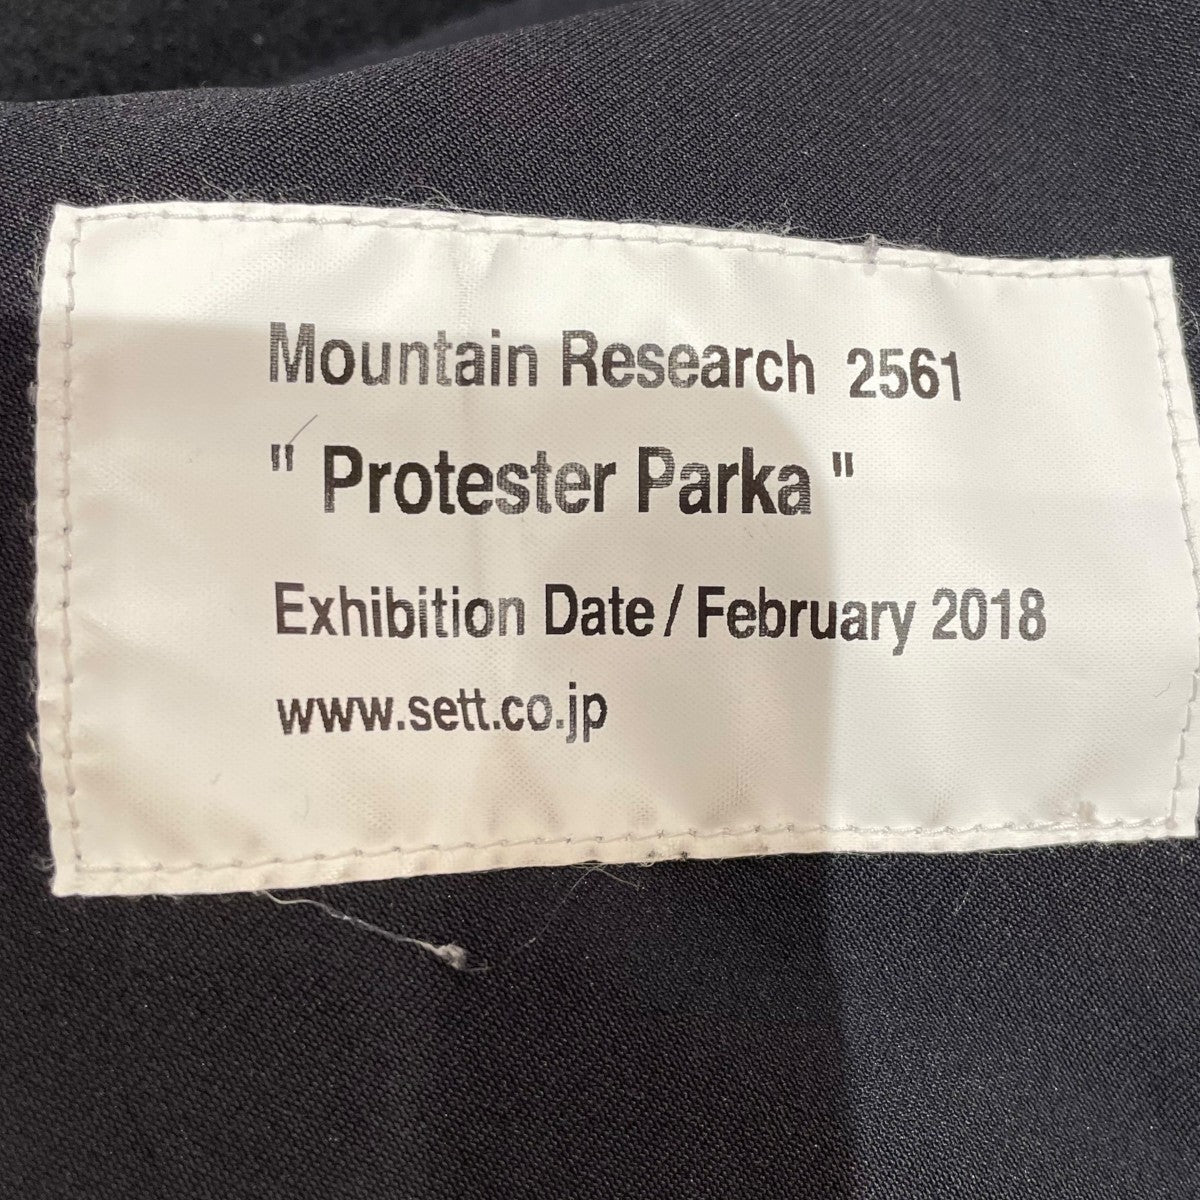 Mountain Research 2561
" Protester Parka "
Exhibition Date / February 2018
www.sett.co.jp